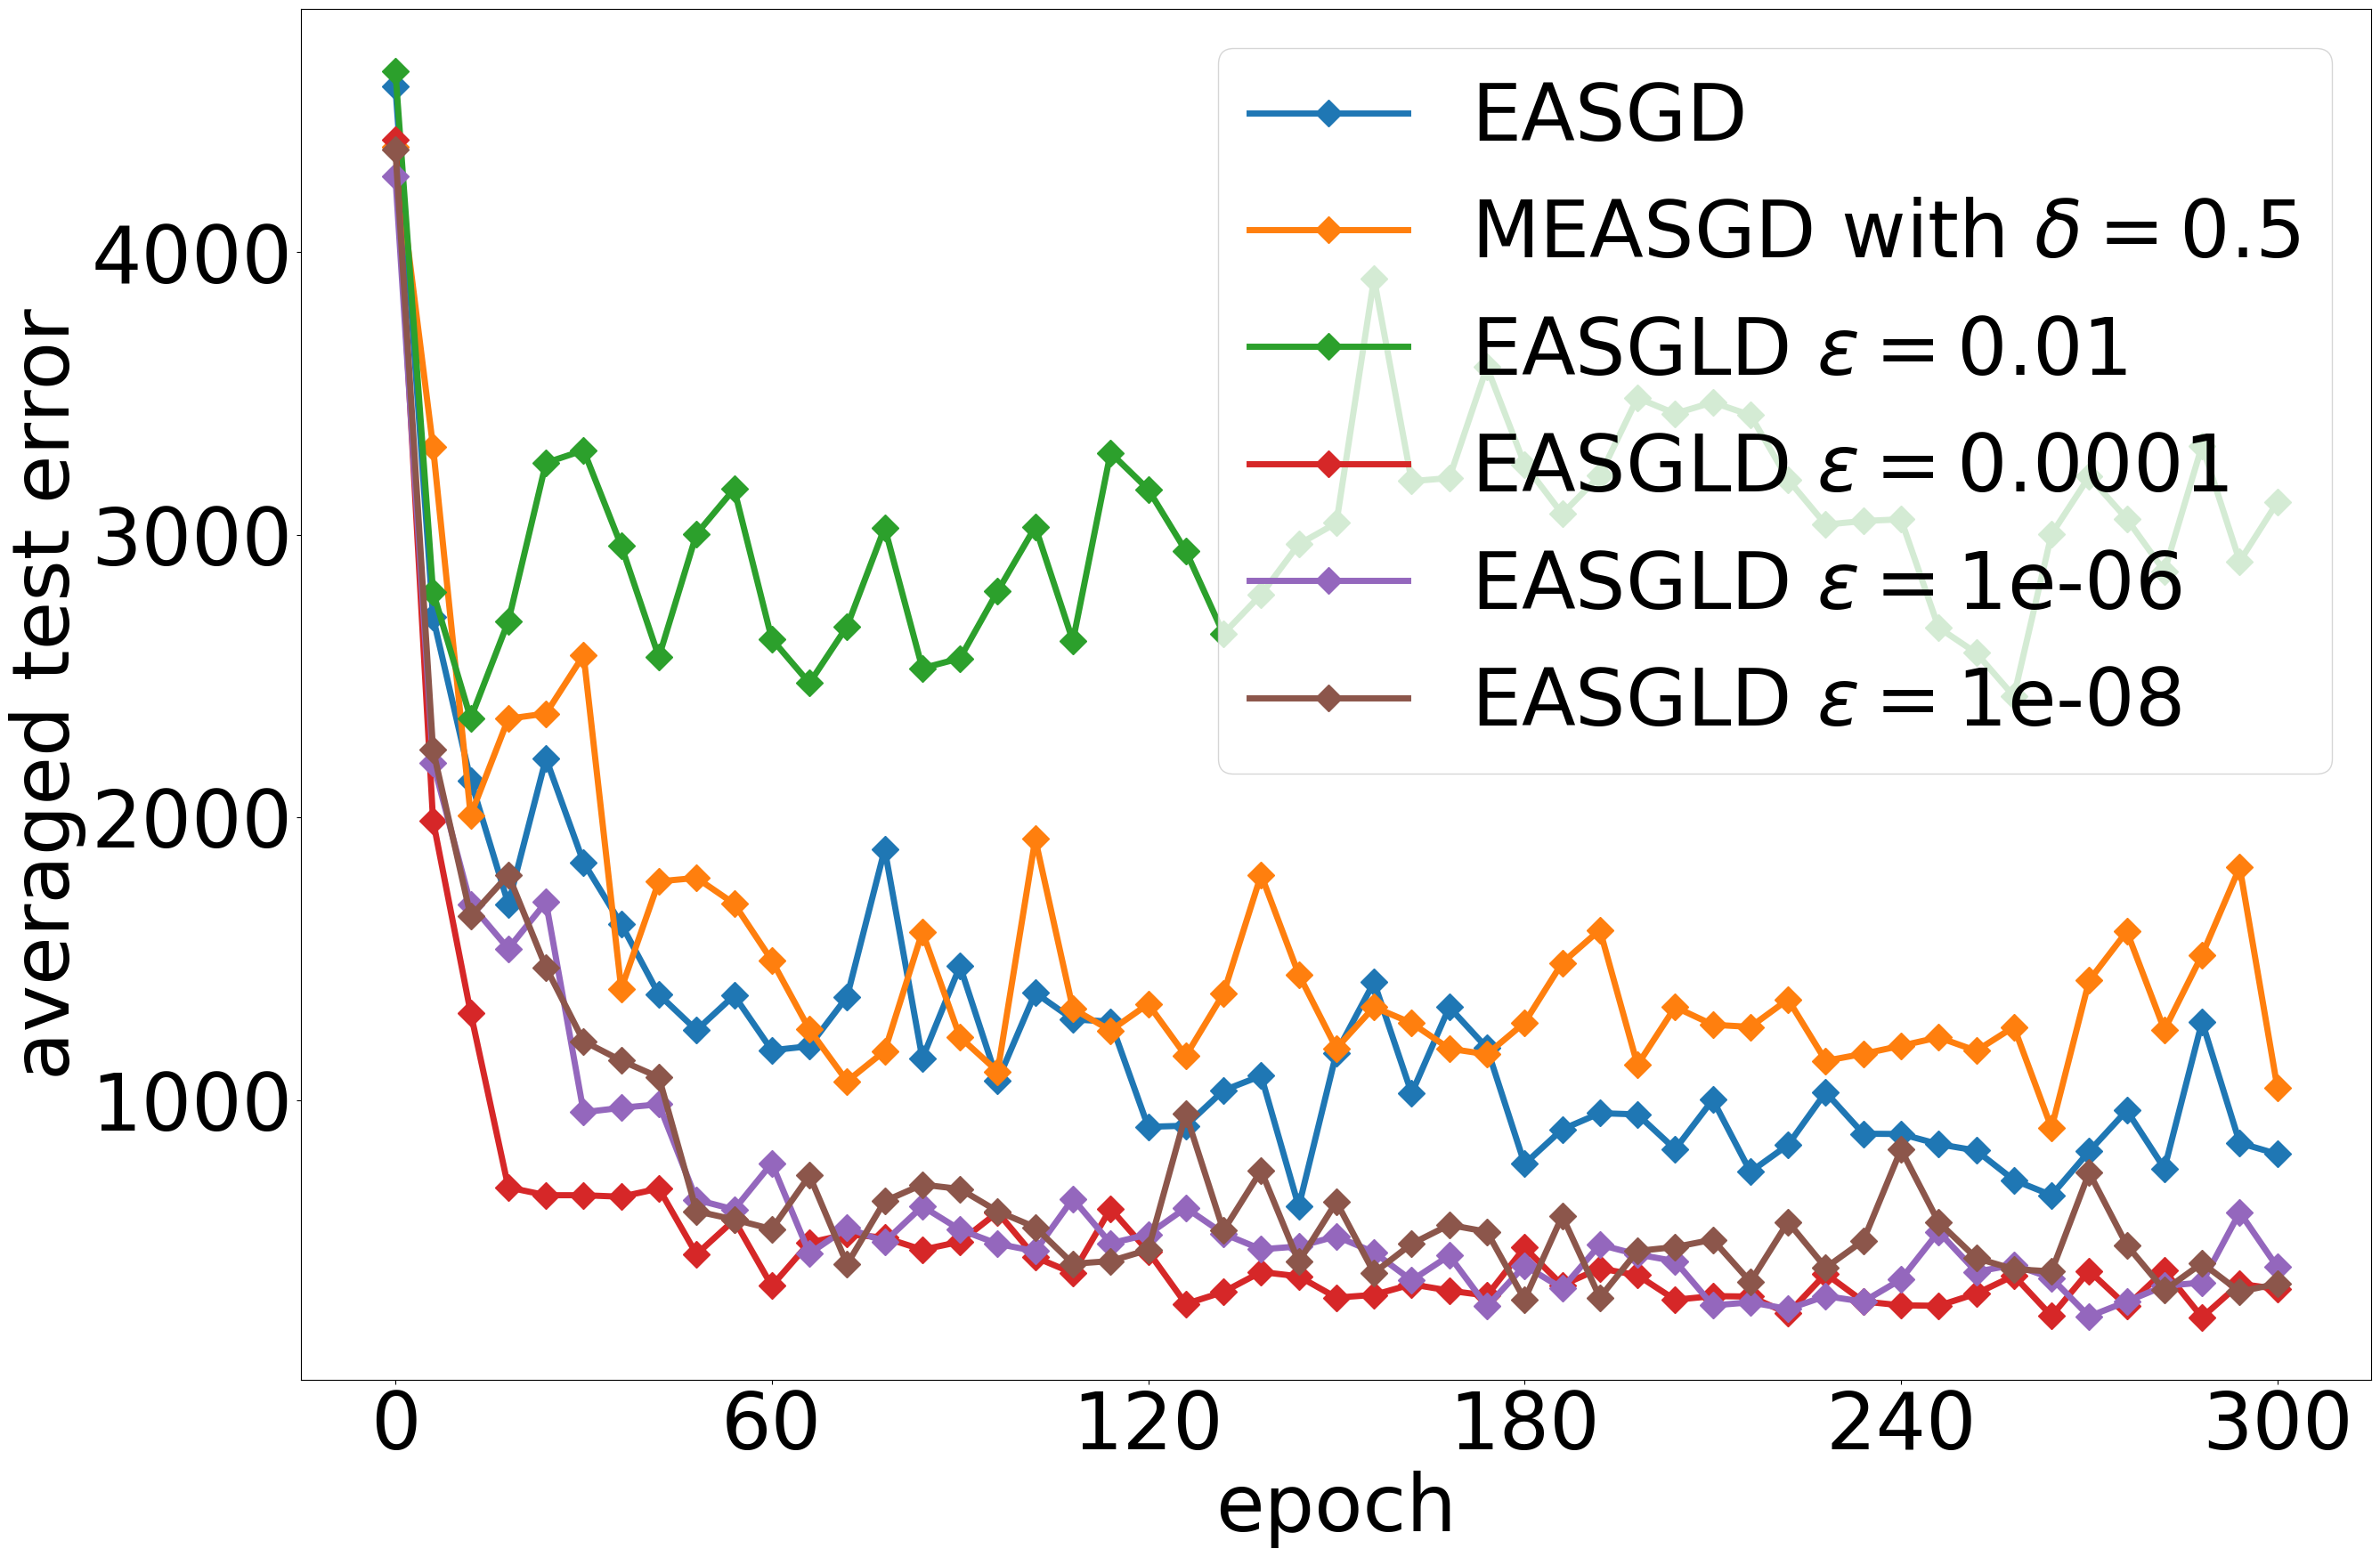 averaged test error
4000
3000
2000
1000
EASGD
MEASGD with δ = 0.5
EASGLD ε = 0.01
EASGLD ε = 0.0001
EASGLD ε = 1e-06
EASGLD ε = 1e-08
0 60 120 180 240 300
epoch